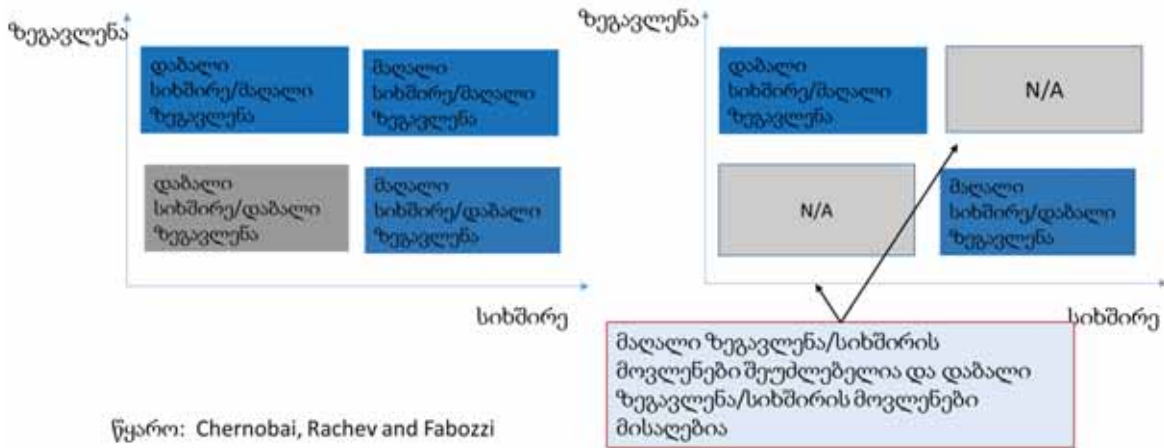 ზეგავლენა
დაბალი
სიხშირე/მაღალი
ზეგავლენა
მაღალი
სიხშირე/მაღალი
ზეგავლენა
დაბალი
სიხშირე/დაბალი
ზეგავლენა
მაღალი
სიხშირე/დაბალი
ზეგავლენა
სიხშირე
ზეგავლენა
დაბალი
სიხშირე/მაღალი
ზეგავლენა
N/A
N/A
მაღალი
სიხშირე/დაბალი
ზეგავლენა
სიხშირე
მაღალი ზეგავლენა/სიხშირის
მოვლენები შეუძლებელია და დაბალი
ზეგავლენა/სიხშირის მოვლენები
მისაღებია
წყარო: Chernobai, Rachev and Fabozzi